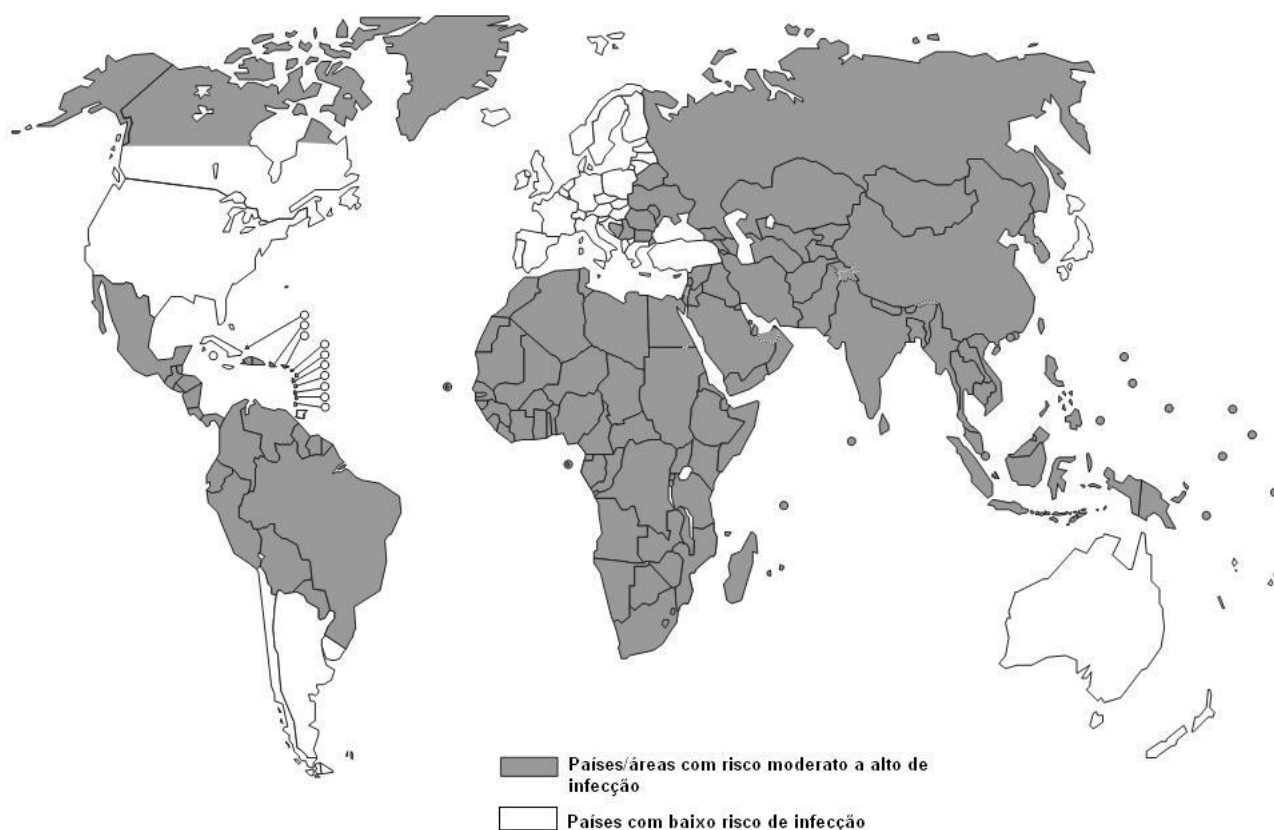 Países/áreas com risco moderato a alto de
infecção
Países com baixo risco de infecção